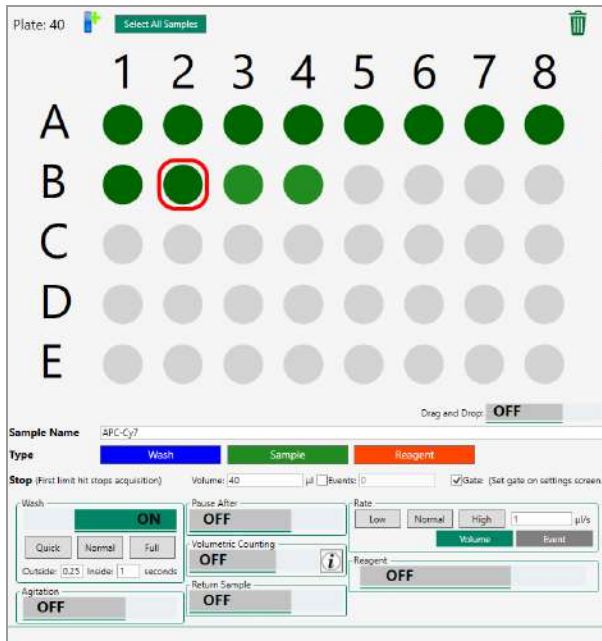 Plate: 40 Select All Samples
1 2 3 4 5 6 7 8
A
B
C
D
E
Drag and Drop: OFF
Sample Name APC-Cy7
Type Wash Sample Reagent
Stop (First limit hit stops acquisition) Volume: 40 µl Events: 0 Gate: (Set gate on settings screen
Wash
ON
Quick Normal Full
Outside: 0.25 Inside: 1 seconds
Agitation
OFF
Pause After
OFF
Volumetric Counting
OFF i
Return Sample
OFF
Rate
Low Normal High 1 µl/s
Volume Event
Reagent
OFF